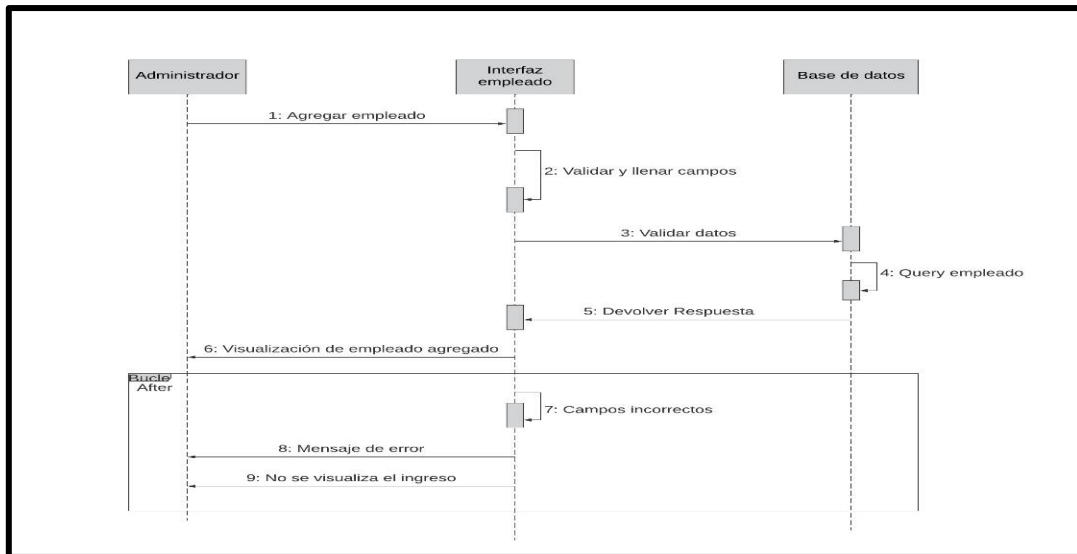 Administrador
Interfaz
empleado
Base de datos
1: Agregar empleado
2: Validar y llenar campos
3: Validar datos
4: Query empleado
5: Devolver Respuesta
6: Visualización de empleado agregado
Bucle
After
7: Campos incorrectos
8: Mensaje de error
9: No se visualiza el ingreso